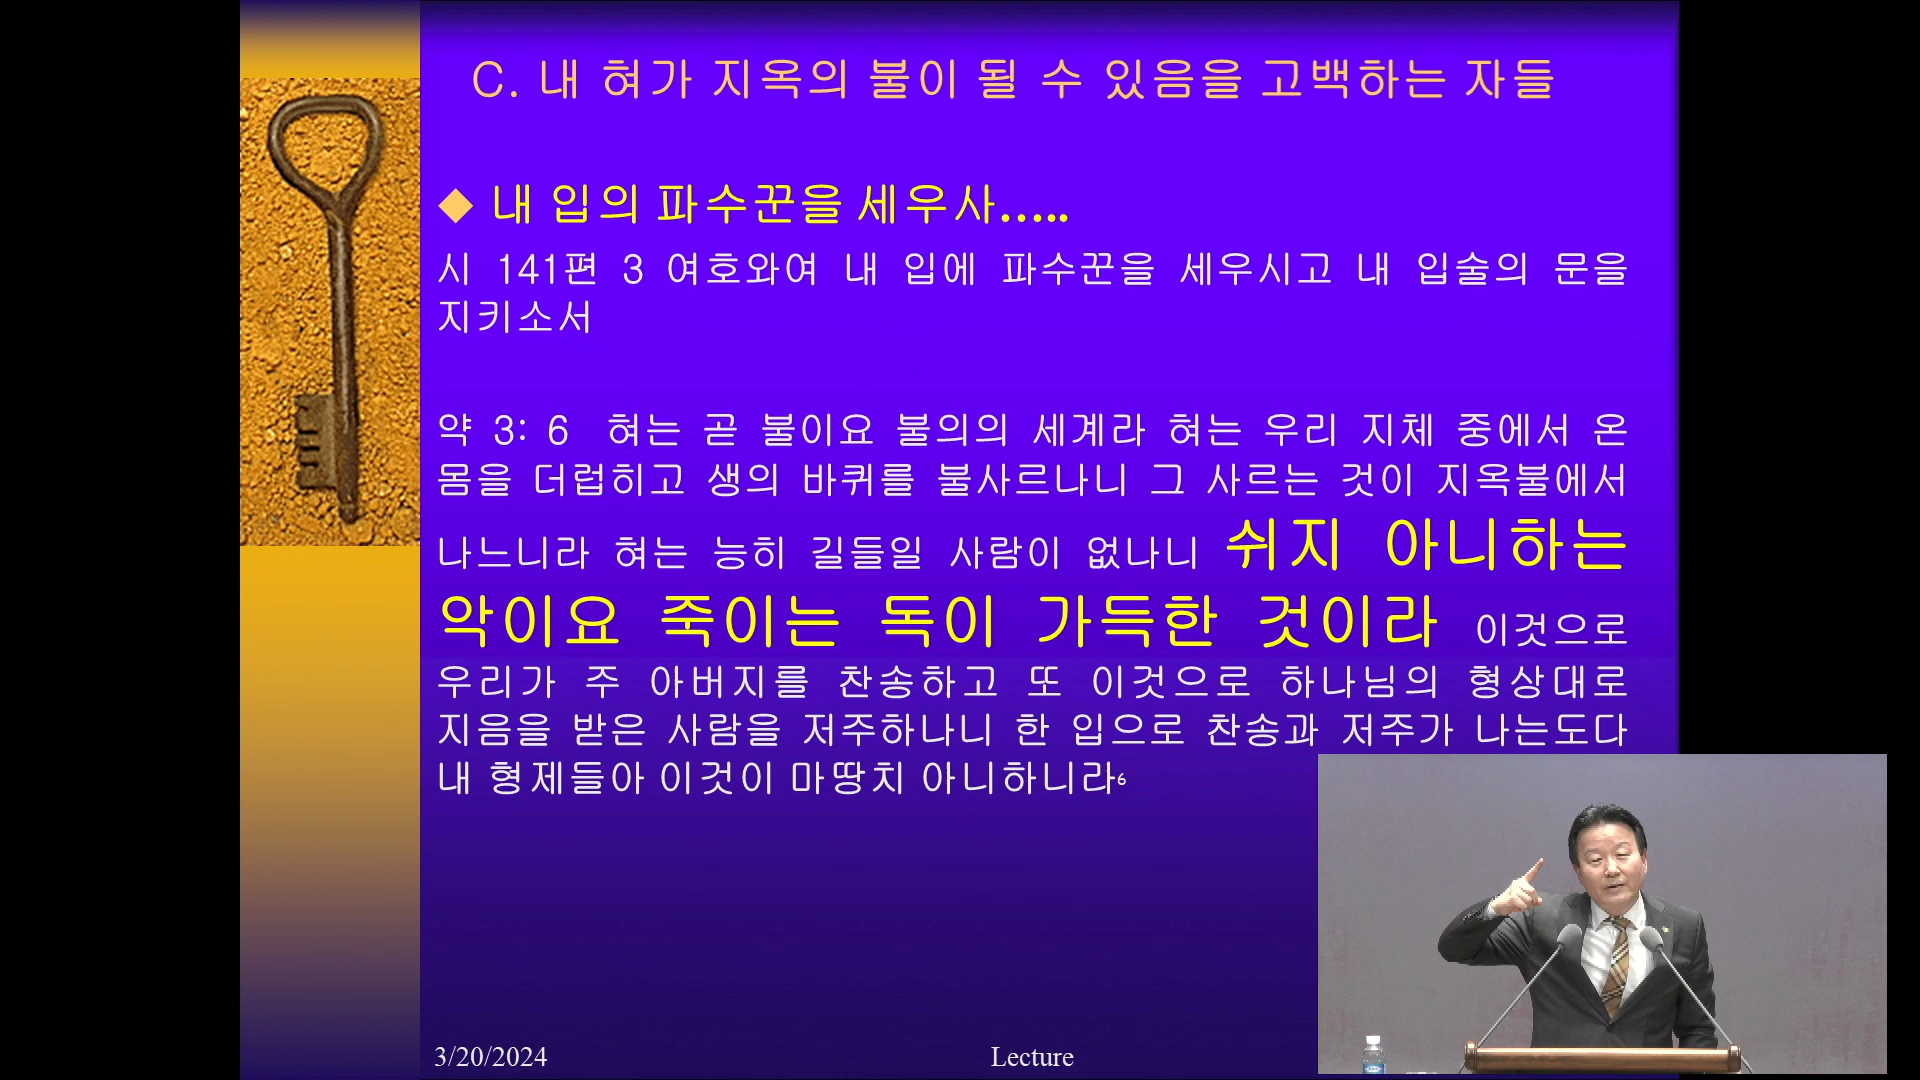 C. 내 혀가 지옥의 불이 될 수 있음을 고백하는 자들
◆ 내 입의 파수꾼을 세우사…..
시 141편 3 여호와여 내 입에 파수꾼을 세우시고 내 입술의 문을
지키소서
약 3: 6 혀는 곧 불이요 불의의 세계라 혀는 우리 지체 중에서 온
몸을 더럽히고 생의 바퀴를 불사르나니 그 사르는 것이 지옥불에서
나느니라 혀는 능히 길들일 사람이 없나니 쉬지 아니하는
악이요 죽이는 독이 가득한 것이라 이것으로
우리가 주 아버지를 찬송하고 또 이것으로 하나님의 형상대로
지음을 받은 사람을 저주하나니 한 입으로 찬송과 저주가 나는도다
내 형제들아 이것이 마땅치 아니하니라6
3/20/2024
Lecture